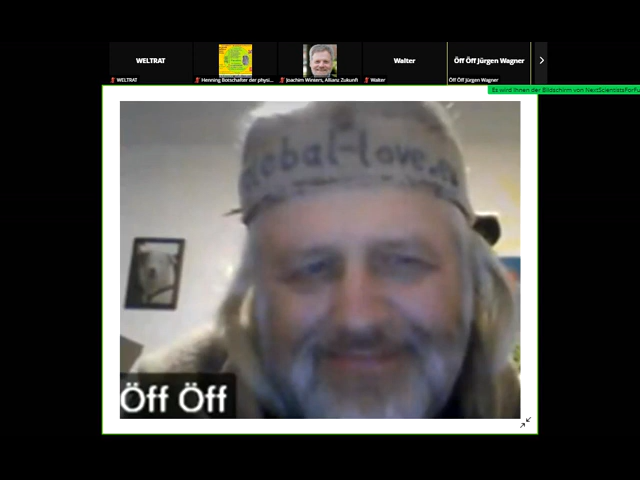 WELTRAT
Walter
Öff Öff Jürgen Wagner
WELTRAT
Henning Botschafter der physi...
Joachim Winters, Allianz Zukunft
Walter
Öff Öff Jürgen Wagner
Es wird Ihnen der Bildschirm von NextScientistsForFu
lobal-love.
Öff Öff